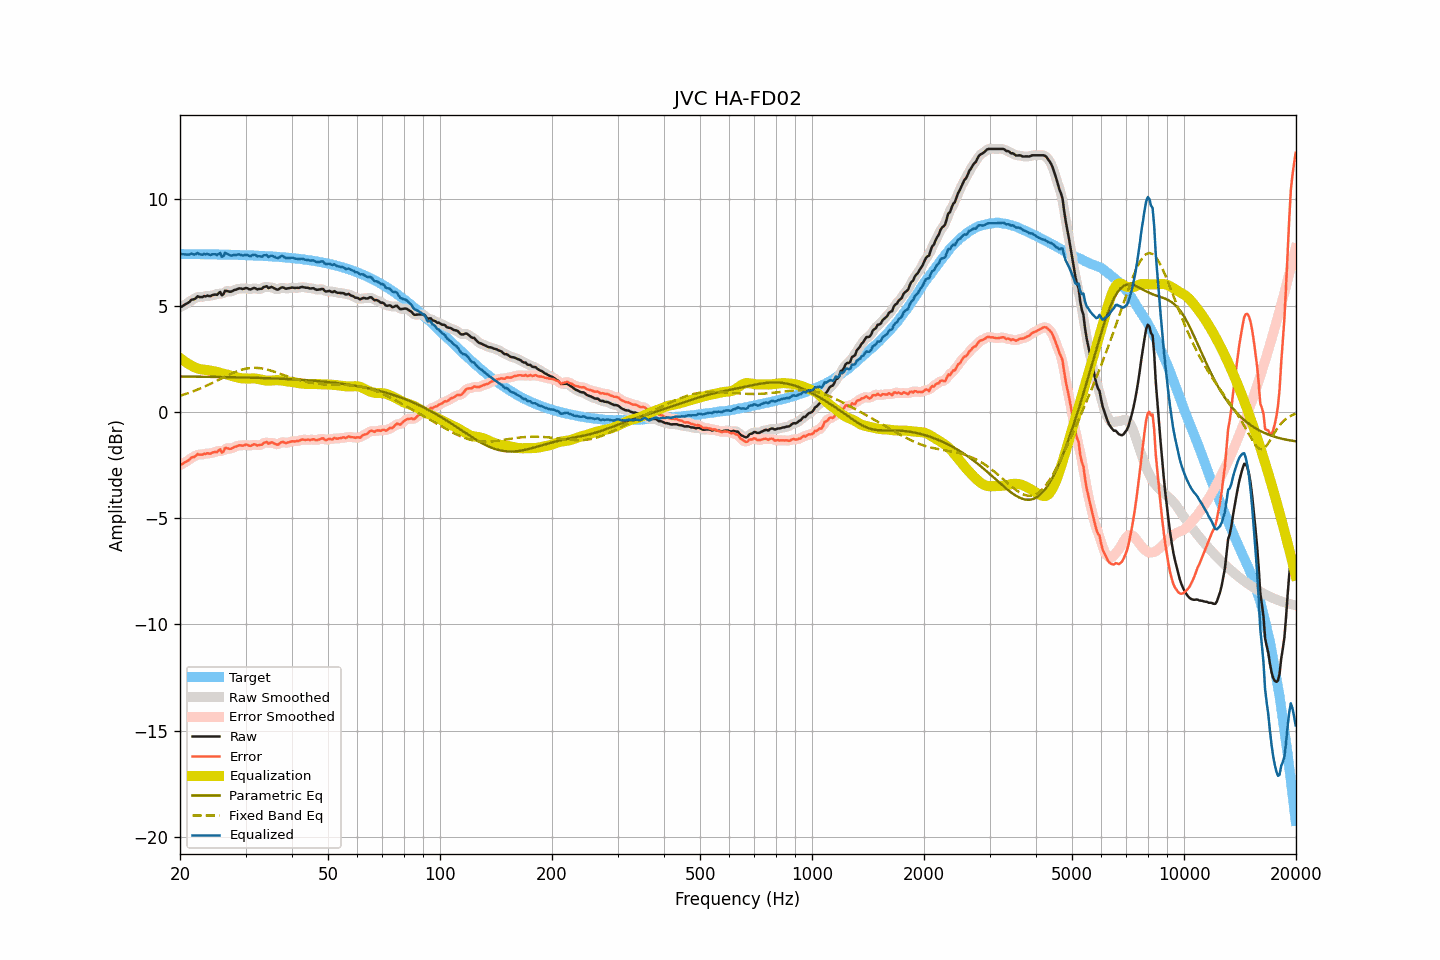 JVC HA-FD02
Amplitude (dBr)
10
5
0
−5
−10
−15
−20
Target
Raw Smoothed
Error Smoothed
Raw
Error
Equalization
Parametric Eq
Fixed Band Eq
Equalized
20 50 100 200 500 1000 2000 5000 10000 20000
Frequency (Hz)